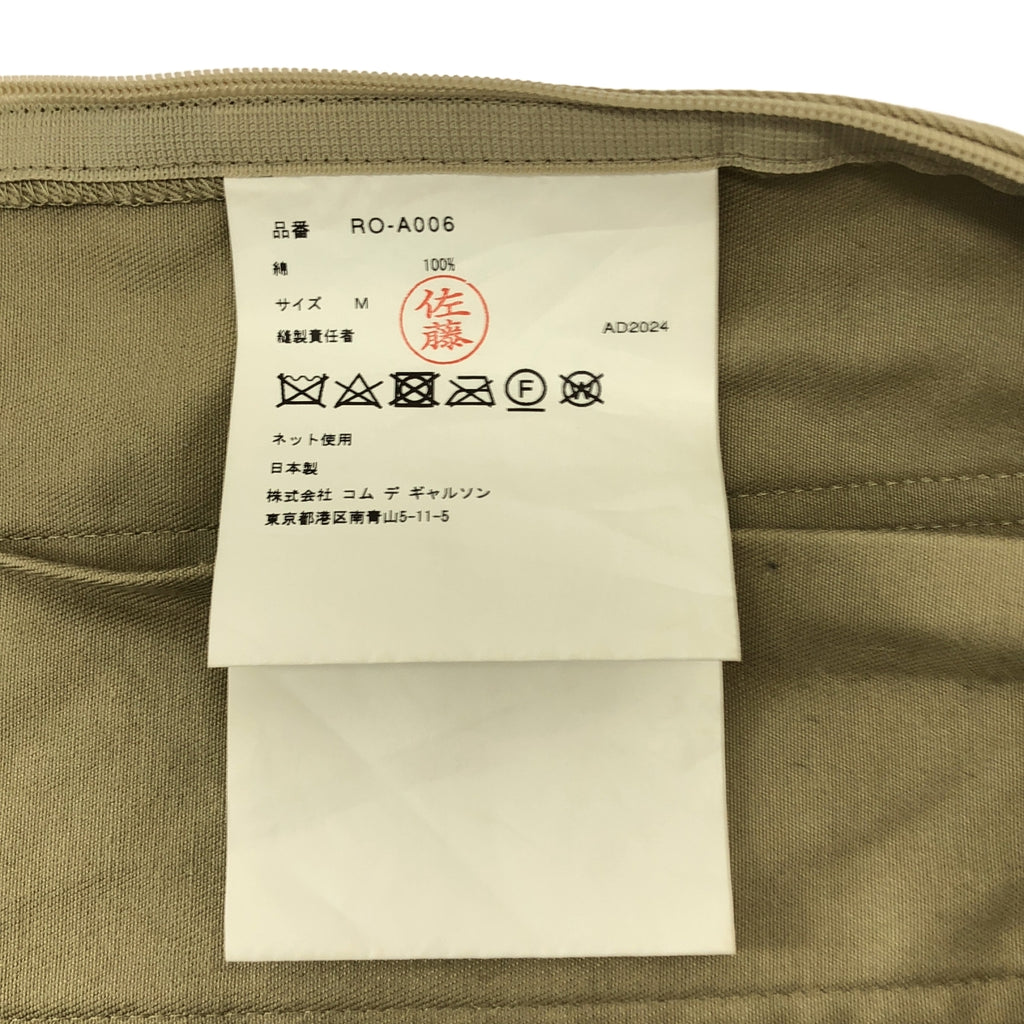 品番 RO-A006
綿 100%
サイズ M
縫製責任者 佐藤 AD2024
F W
ネット使用
日本製
株式会社 コム デ ギャルソン
東京都港区南青山5-11-5